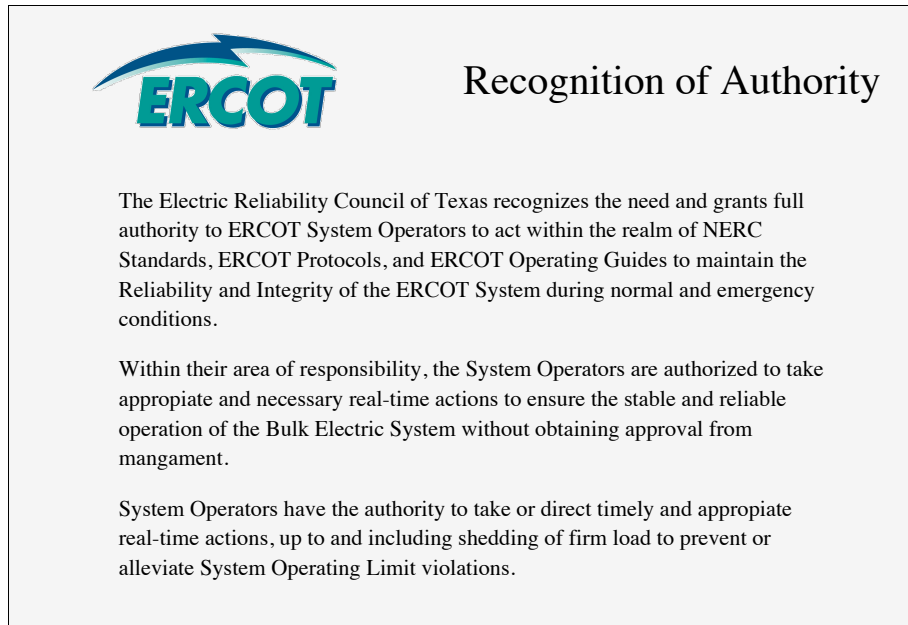 ERCOT
Recognition of Authority
The Electric Reliability Council of Texas recognizes the need and grants full
authority to ERCOT System Operators to act within the realm of NERC
Standards, ERCOT Protocols, and ERCOT Operating Guides to maintain the
Reliability and Integrity of the ERCOT System during normal and emergency
conditions.
Within their area of responsibility, the System Operators are authorized to take
appropiate and necessary real-time actions to ensure the stable and reliable
operation of the Bulk Electric System without obtaining approval from
mangament.
System Operators have the authority to take or direct timely and appropiate
real-time actions, up to and including shedding of firm load to prevent or
alleviate System Operating Limit violations.